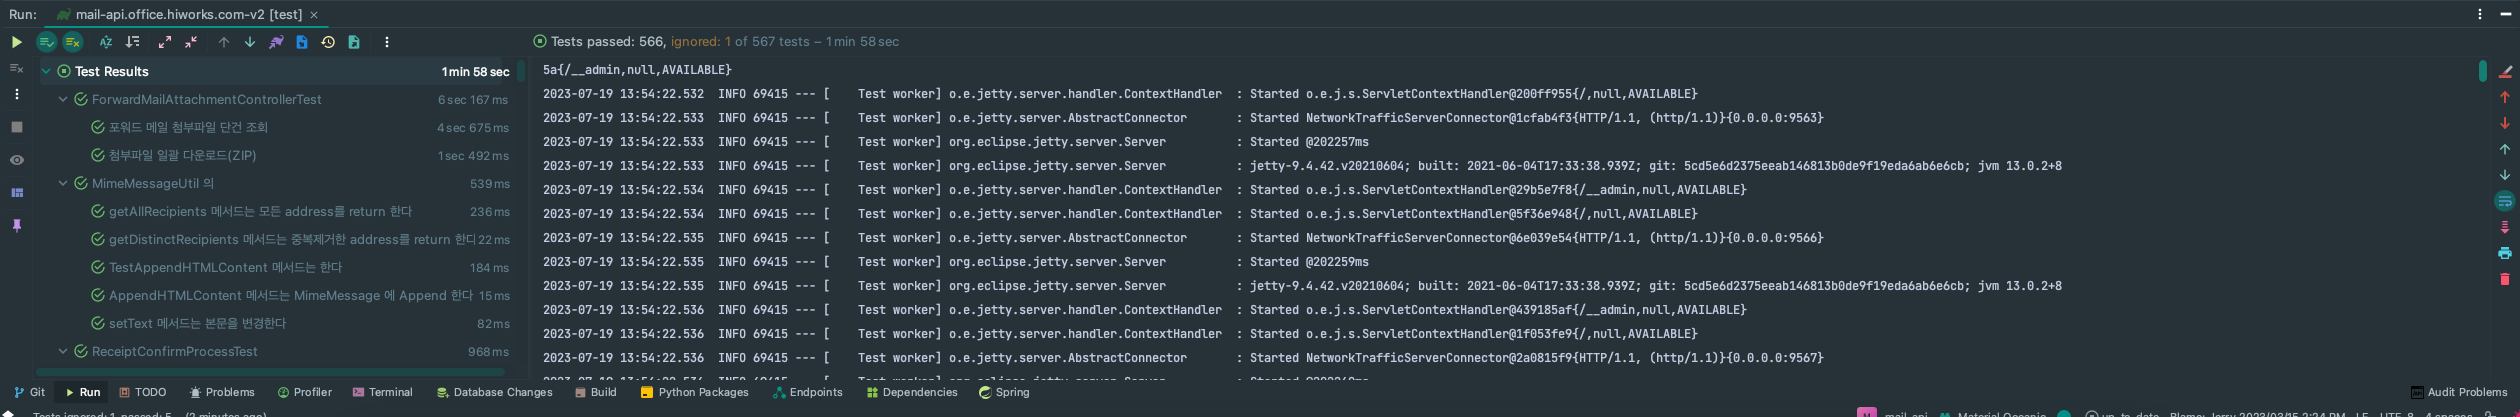 Run: mail-api.office.hiworks.com-v2 [test] ×
Tests passed: 566, ignored: 1 of 567 tests – 1 min 58 sec
Test Results 1 min 58 sec
ForwardMailAttachmentControllerTest 6 sec 167 ms
포워드 메일 첨부파일 단건 조회 4 sec 675 ms
첨부파일 일괄 다운로드(ZIP) 1 sec 492 ms
MimeMessageUtil 의 539 ms
getAllRecipients 메서드는 모든 address를 return 한다 236 ms
getDistinctRecipients 메서드는 중복제거한 address를 return 한다 22 ms
TestAppendHTMLContent 메서드는 한다 184 ms
AppendHTMLContent 메서드는 MimeMessage 에 Append 한다 15 ms
setText 메서드는 본문을 변경한다 82 ms
ReceiptConfirmProcessTest 968 ms
5a{/__admin,null,AVAILABLE}
2023-07-19 13:54:22.532  INFO 69415 --- [    Test worker] o.e.jetty.server.handler.ContextHandler  : Started o.e.j.s.ServletContextHandler@200ff955{/,null,AVAILABLE}
2023-07-19 13:54:22.533  INFO 69415 --- [    Test worker] o.e.jetty.server.AbstractConnector       : Started NetworkTrafficServerConnector@1cfab4f3{HTTP/1.1, (http/1.1)}{0.0.0.0:9563}
2023-07-19 13:54:22.533  INFO 69415 --- [    Test worker] org.eclipse.jetty.server.Server          : Started @202257ms
2023-07-19 13:54:22.533  INFO 69415 --- [    Test worker] org.eclipse.jetty.server.Server          : jetty-9.4.42.v20210604; built: 2021-06-04T17:33:38.939Z; git: 5cd5e6d2375eeab146813b0de9f19eda6ab6e6cb; jvm 13.0.2+8
2023-07-19 13:54:22.534  INFO 69415 --- [    Test worker] o.e.jetty.server.handler.ContextHandler  : Started o.e.j.s.ServletContextHandler@29b5e7f8{/__admin,null,AVAILABLE}
2023-07-19 13:54:22.534  INFO 69415 --- [    Test worker] o.e.jetty.server.handler.ContextHandler  : Started o.e.j.s.ServletContextHandler@5f36e948{/,null,AVAILABLE}
2023-07-19 13:54:22.535  INFO 69415 --- [    Test worker] o.e.jetty.server.AbstractConnector       : Started NetworkTrafficServerConnector@6e039e54{HTTP/1.1, (http/1.1)}{0.0.0.0:9566}
2023-07-19 13:54:22.535  INFO 69415 --- [    Test worker] org.eclipse.jetty.server.Server          : Started @202259ms
2023-07-19 13:54:22.535  INFO 69415 --- [    Test worker] org.eclipse.jetty.server.Server          : jetty-9.4.42.v20210604; built: 2021-06-04T17:33:38.939Z; git: 5cd5e6d2375eeab146813b0de9f19eda6ab6e6cb; jvm 13.0.2+8
2023-07-19 13:54:22.536  INFO 69415 --- [    Test worker] o.e.jetty.server.handler.ContextHandler  : Started o.e.j.s.ServletContextHandler@439185af{/__admin,null,AVAILABLE}
2023-07-19 13:54:22.536  INFO 69415 --- [    Test worker] o.e.jetty.server.handler.ContextHandler  : Started o.e.j.s.ServletContextHandler@1f053fe9{/,null,AVAILABLE}
2023-07-19 13:54:22.536  INFO 69415 --- [    Test worker] o.e.jetty.server.AbstractConnector       : Started NetworkTrafficServerConnector@2a0815f9{HTTP/1.1, (http/1.1)}{0.0.0.0:9567}
Git Run TODO Problems Profiler Terminal Database Changes Build Python Packages Endpoints Dependencies Spring Audit Problems
Tests ignored: 1, passed: 5 (2 minutes ago) mail-api Material Oceanic up-to-date Blame: Jerry 2023/03/15 2:24 PM LF UTF-8 4 spaces